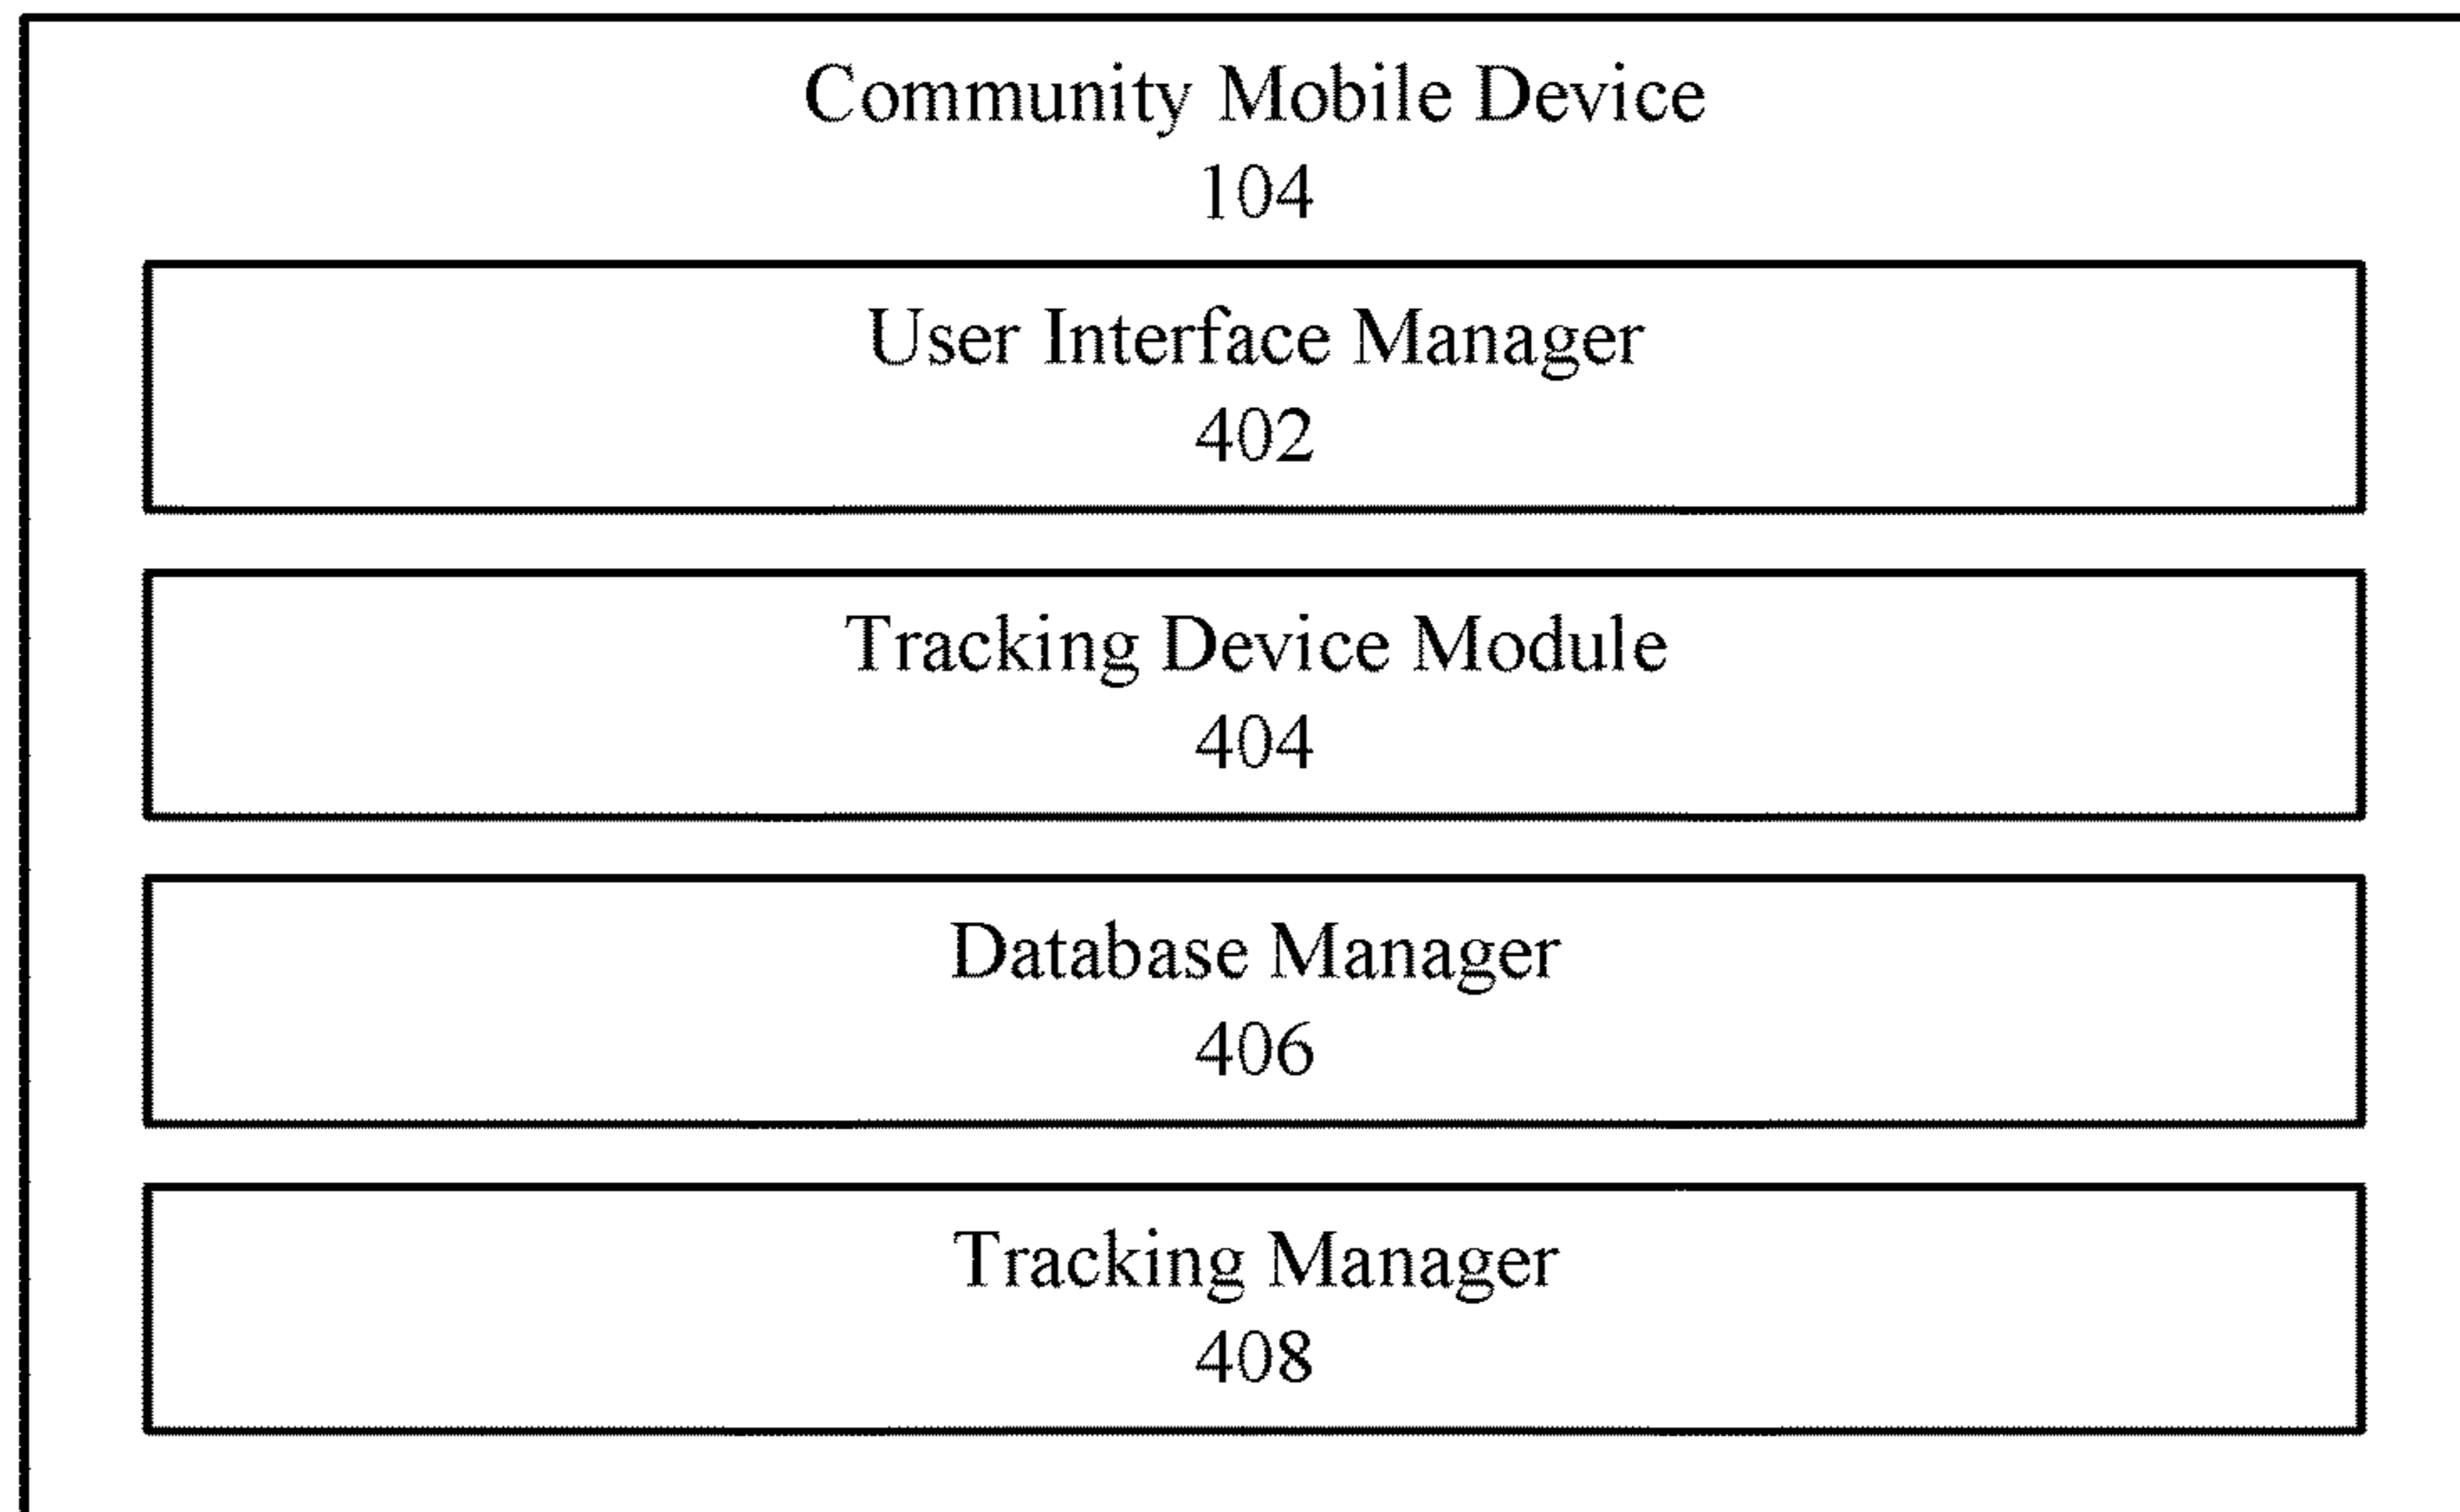 Community Mobile Device
104
User Interface Manager
402
Tracking Device Module
404
Database Manager
406
Tracking Manager
408